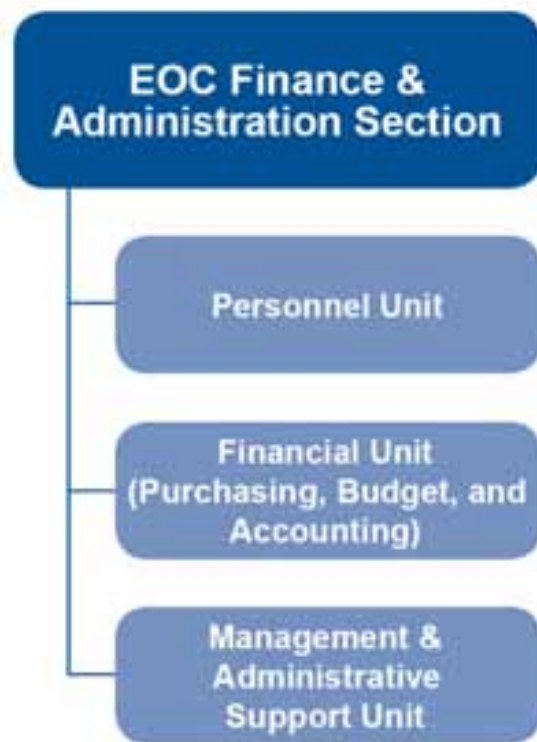 EOC Finance &
Administration Section
Personnel Unit
Financial Unit
(Purchasing, Budget, and
Accounting)
Management &
Administrative
Support Unit